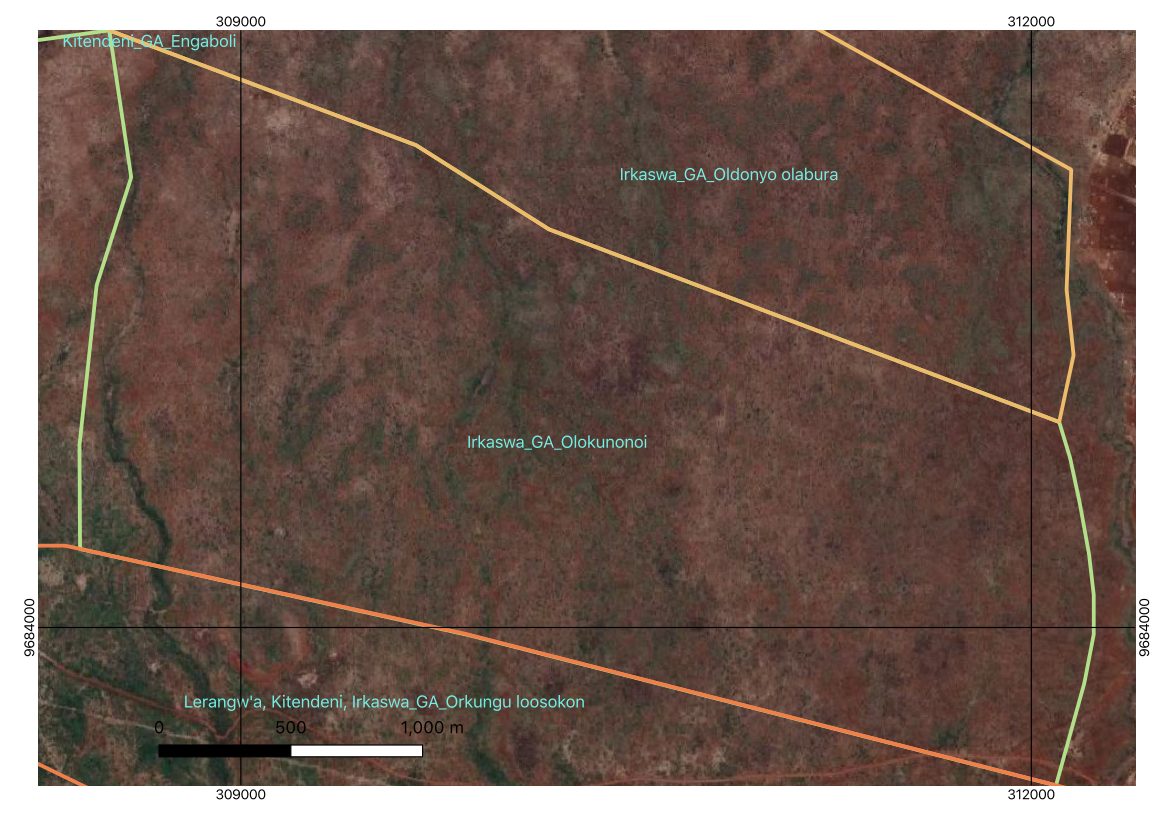 309000 312000
Kitendeni_GA_Engaboli
Irkaswa_GA_Oldonyo olabura
Irkaswa_GA_Olokunonoi
9684000 9684000
Lerangw'a, Kitendeni, Irkaswa_GA_Orkungu loosokon
0 500 1,000 m
309000 312000